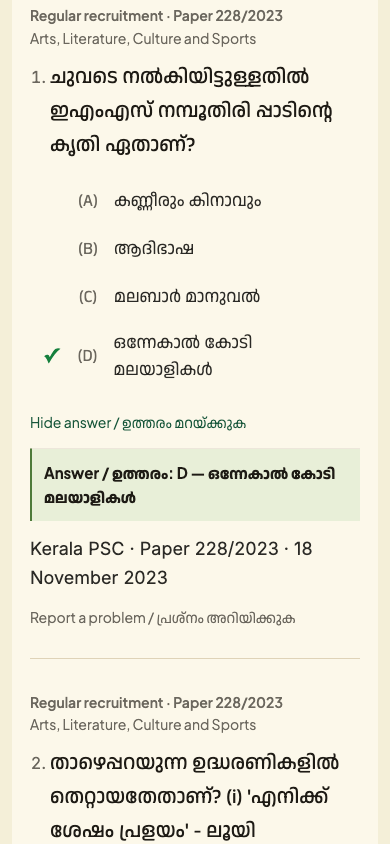 Regular recruitment · Paper 228/2023
Arts, Literature, Culture and Sports
1. ചുവടെ നൽകിയിട്ടുള്ളതിൽ
ഇഎംഎസ് നമ്പൂതിരി പ്പാടിന്റെ
കൃതി ഏതാണ്?
(A) കണ്ണീരും കിനാവും
(B) ആദിഭാഷ
(C) മലബാർ മാനുവൽ
✓ (D) ഒന്നേകാൽ കോടി
മലയാളികൾ
Hide answer / ഉത്തരം മറയ്ക്കുക
Answer / ഉത്തരം: D — ഒന്നേകാൽ കോടി
മലയാളികൾ
Kerala PSC · Paper 228/2023 · 18
November 2023
Report a problem / പ്രശ്നം അറിയിക്കുക
Regular recruitment · Paper 228/2023
Arts, Literature, Culture and Sports
2. താഴെപ്പറയുന്ന ഉദ്ധരണികളിൽ
തെറ്റായതേതാണ്? (i) 'എനിക്ക്
ശേഷം പ്രളയം' - ലൂയി